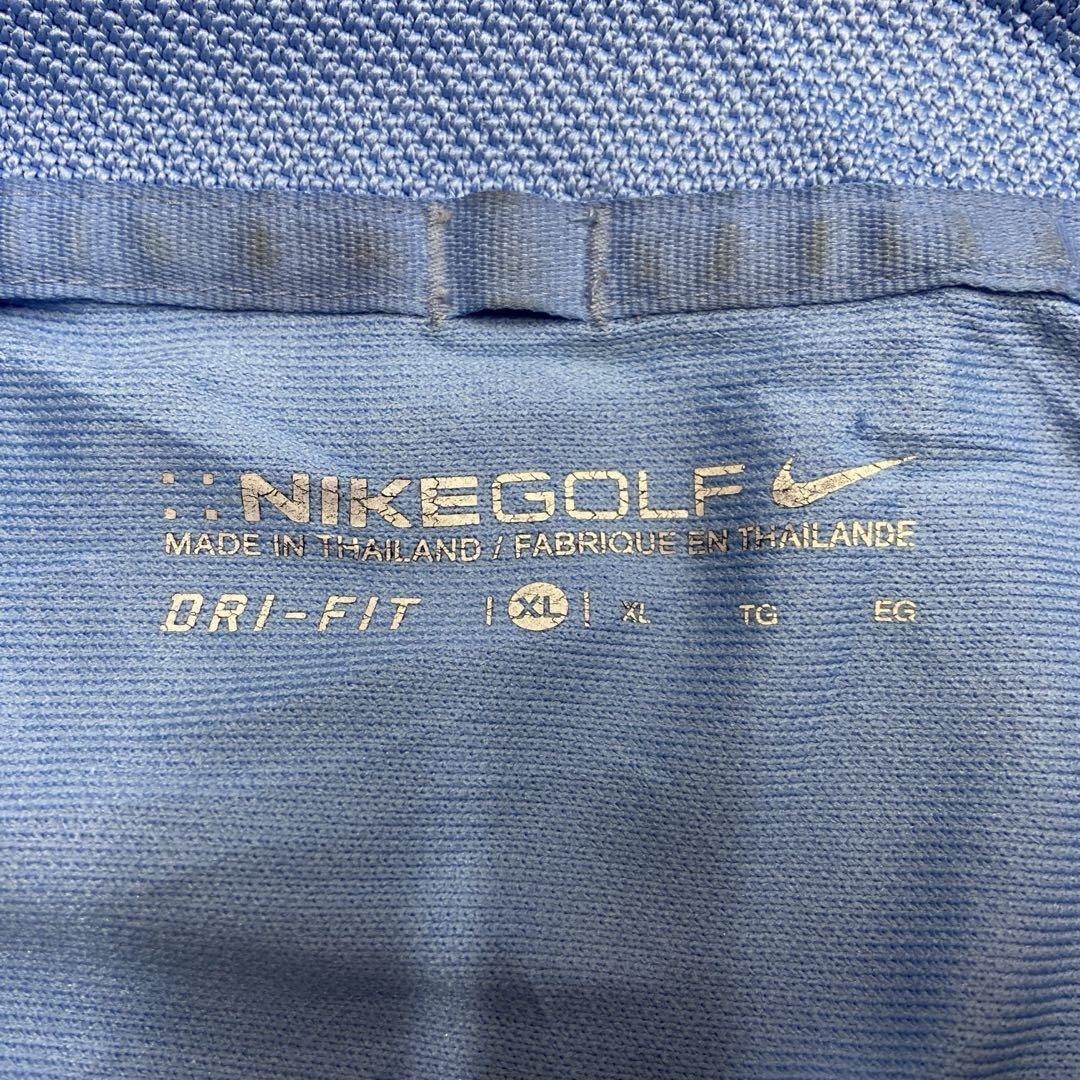 NIKEGOLF
MADE IN THAILAND / FABRIQUE EN THAILANDE
DRI-FIT | XL | XL TG EG